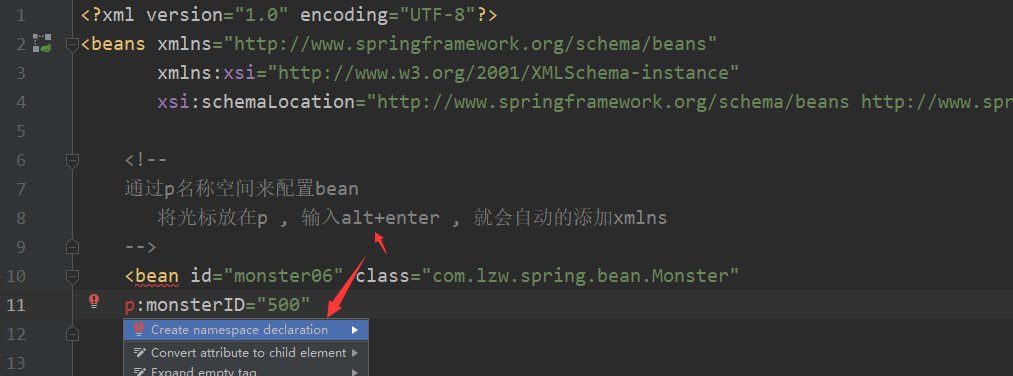 1 <?xml version="1.0" encoding="UTF-8"?>
2 <beans xmlns="http://www.springframework.org/schema/beans"
3 xmlns:xsi="http://www.w3.org/2001/XMLSchema-instance"
4 xsi:schemaLocation="http://www.springframework.org/schema/beans http://www.spr
5
6 <!--
7 通过p名称空间来配置bean
8 将光标放在p , 输入alt+enter , 就会自动的添加xmlns
9 -->
10 <bean id="monster06" class="com.lzw.spring.bean.Monster"
11 p:monsterID="500"
12 Create namespace declaration
Convert attribute to child element
13 Expand empty tag